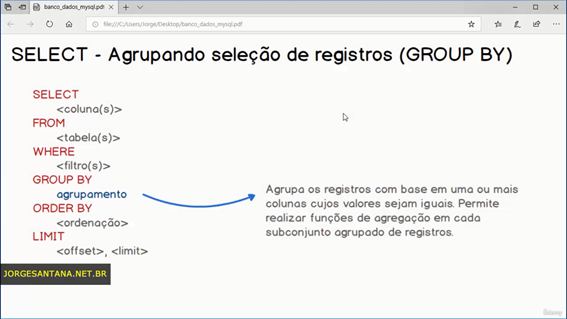 banco_dados_mysql.pdf
file:///C:/Users/Jorge/Desktop/banco_dados_mysql.pdf
SELECT - Agrupando seleção de registros (GROUP BY)
SELECT
<coluna(s)>
FROM
<tabela(s)>
WHERE
<filtro(s)>
GROUP BY
agrupamento
ORDER BY
<ordenação>
LIMIT
<offset>, <limit>
Agrupa os registros com base em uma ou mais
colunas cujos valores sejam iguais. Permite
realizar funções de agregação em cada
subconjunto agrupado de registros.
JORGESANTANA.NET.BR
Udemy